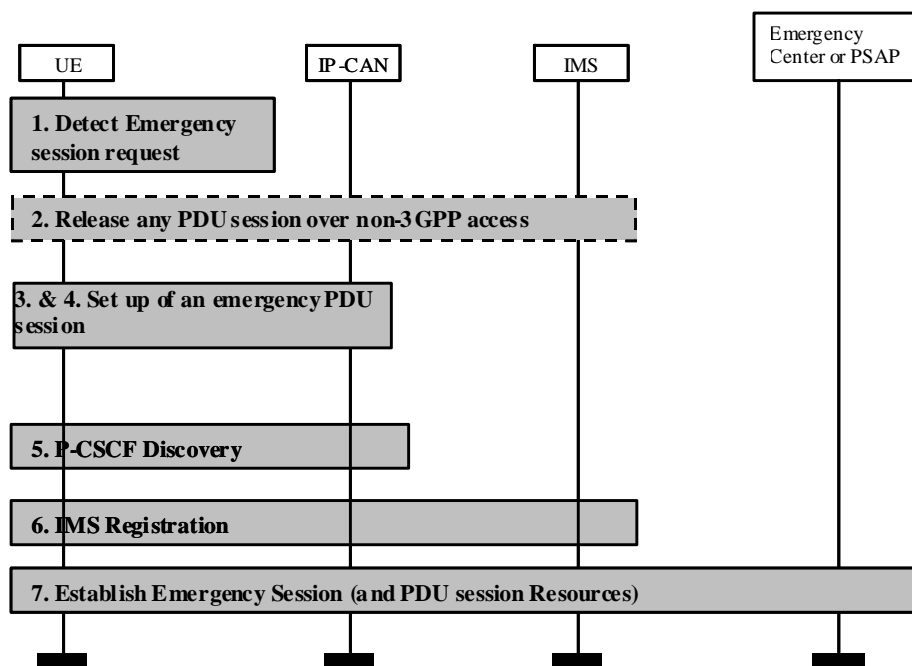 Emergency
Center or PSAP
UE
IP-CAN
IMS
1. Detect Emergency
session request
2. Release any PDU session over non-3GPP access
3. & 4. Set up of an emergency PDU
session
5. P-CSCF Discovery
6. IMS Registration
7. Establish Emergency Session (and PDU session Resources)